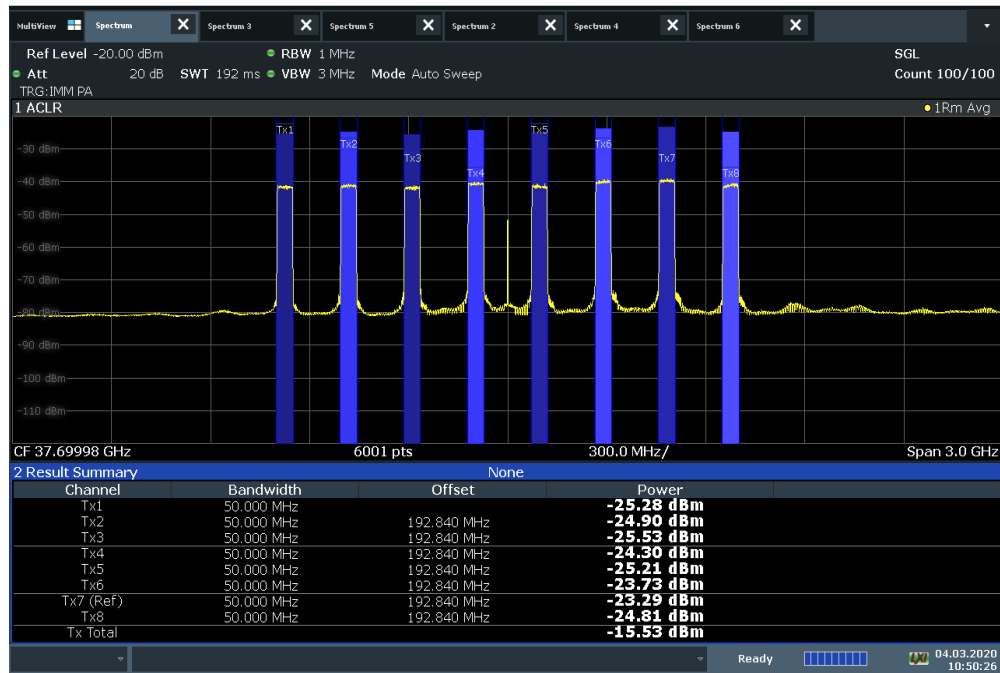 MultiView Spectrum X Spectrum 3 X Spectrum 5 X Spectrum 2 X Spectrum 4 X Spectrum 6 X
Ref Level -20.00 dBm RBW 1 MHz SGL
Att 20 dB SWT 192 ms VBW 3 MHz Mode Auto Sweep Count 100/100
TRG:IMM PA
1 ACLR 1Rm Avg
Tx1 Tx5
Tx2 Tx6
-30 dBm
Tx3 Tx7
Tx4 Tx8
-40 dBm
-50 dBm
-60 dBm
-70 dBm
-80 dBm
-90 dBm
-100 dBm
-110 dBm
CF 37.69998 GHz 6001 pts 300.0 MHz/ Span 3.0 GHz
2 Result Summary None
Channel Bandwidth Offset Power
Tx1 50.000 MHz -25.28 dBm
Tx2 50.000 MHz 192.840 MHz -24.90 dBm
Tx3 50.000 MHz 192.840 MHz -25.53 dBm
Tx4 50.000 MHz 192.840 MHz -24.30 dBm
Tx5 50.000 MHz 192.840 MHz -25.21 dBm
Tx6 50.000 MHz 192.840 MHz -23.73 dBm
Tx7 (Ref) 50.000 MHz 192.840 MHz -23.29 dBm
Tx8 50.000 MHz 192.840 MHz -24.81 dBm
Tx Total -15.53 dBm
Ready LXI 04.03.2020
10:50:26